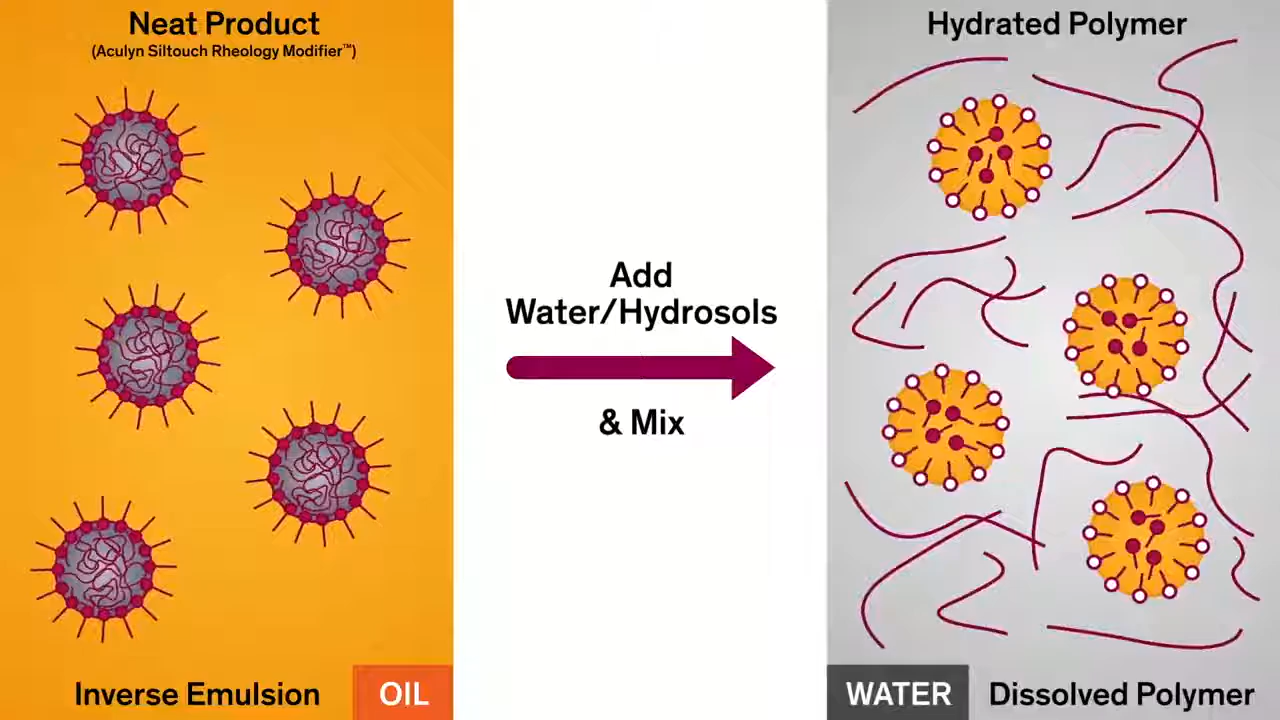 Neat Product
(Aculyn Siltouch Rheology Modifier™)
Inverse Emulsion
OIL
Add
Water/Hydrosols
& Mix
Hydrated Polymer
WATER
Dissolved Polymer